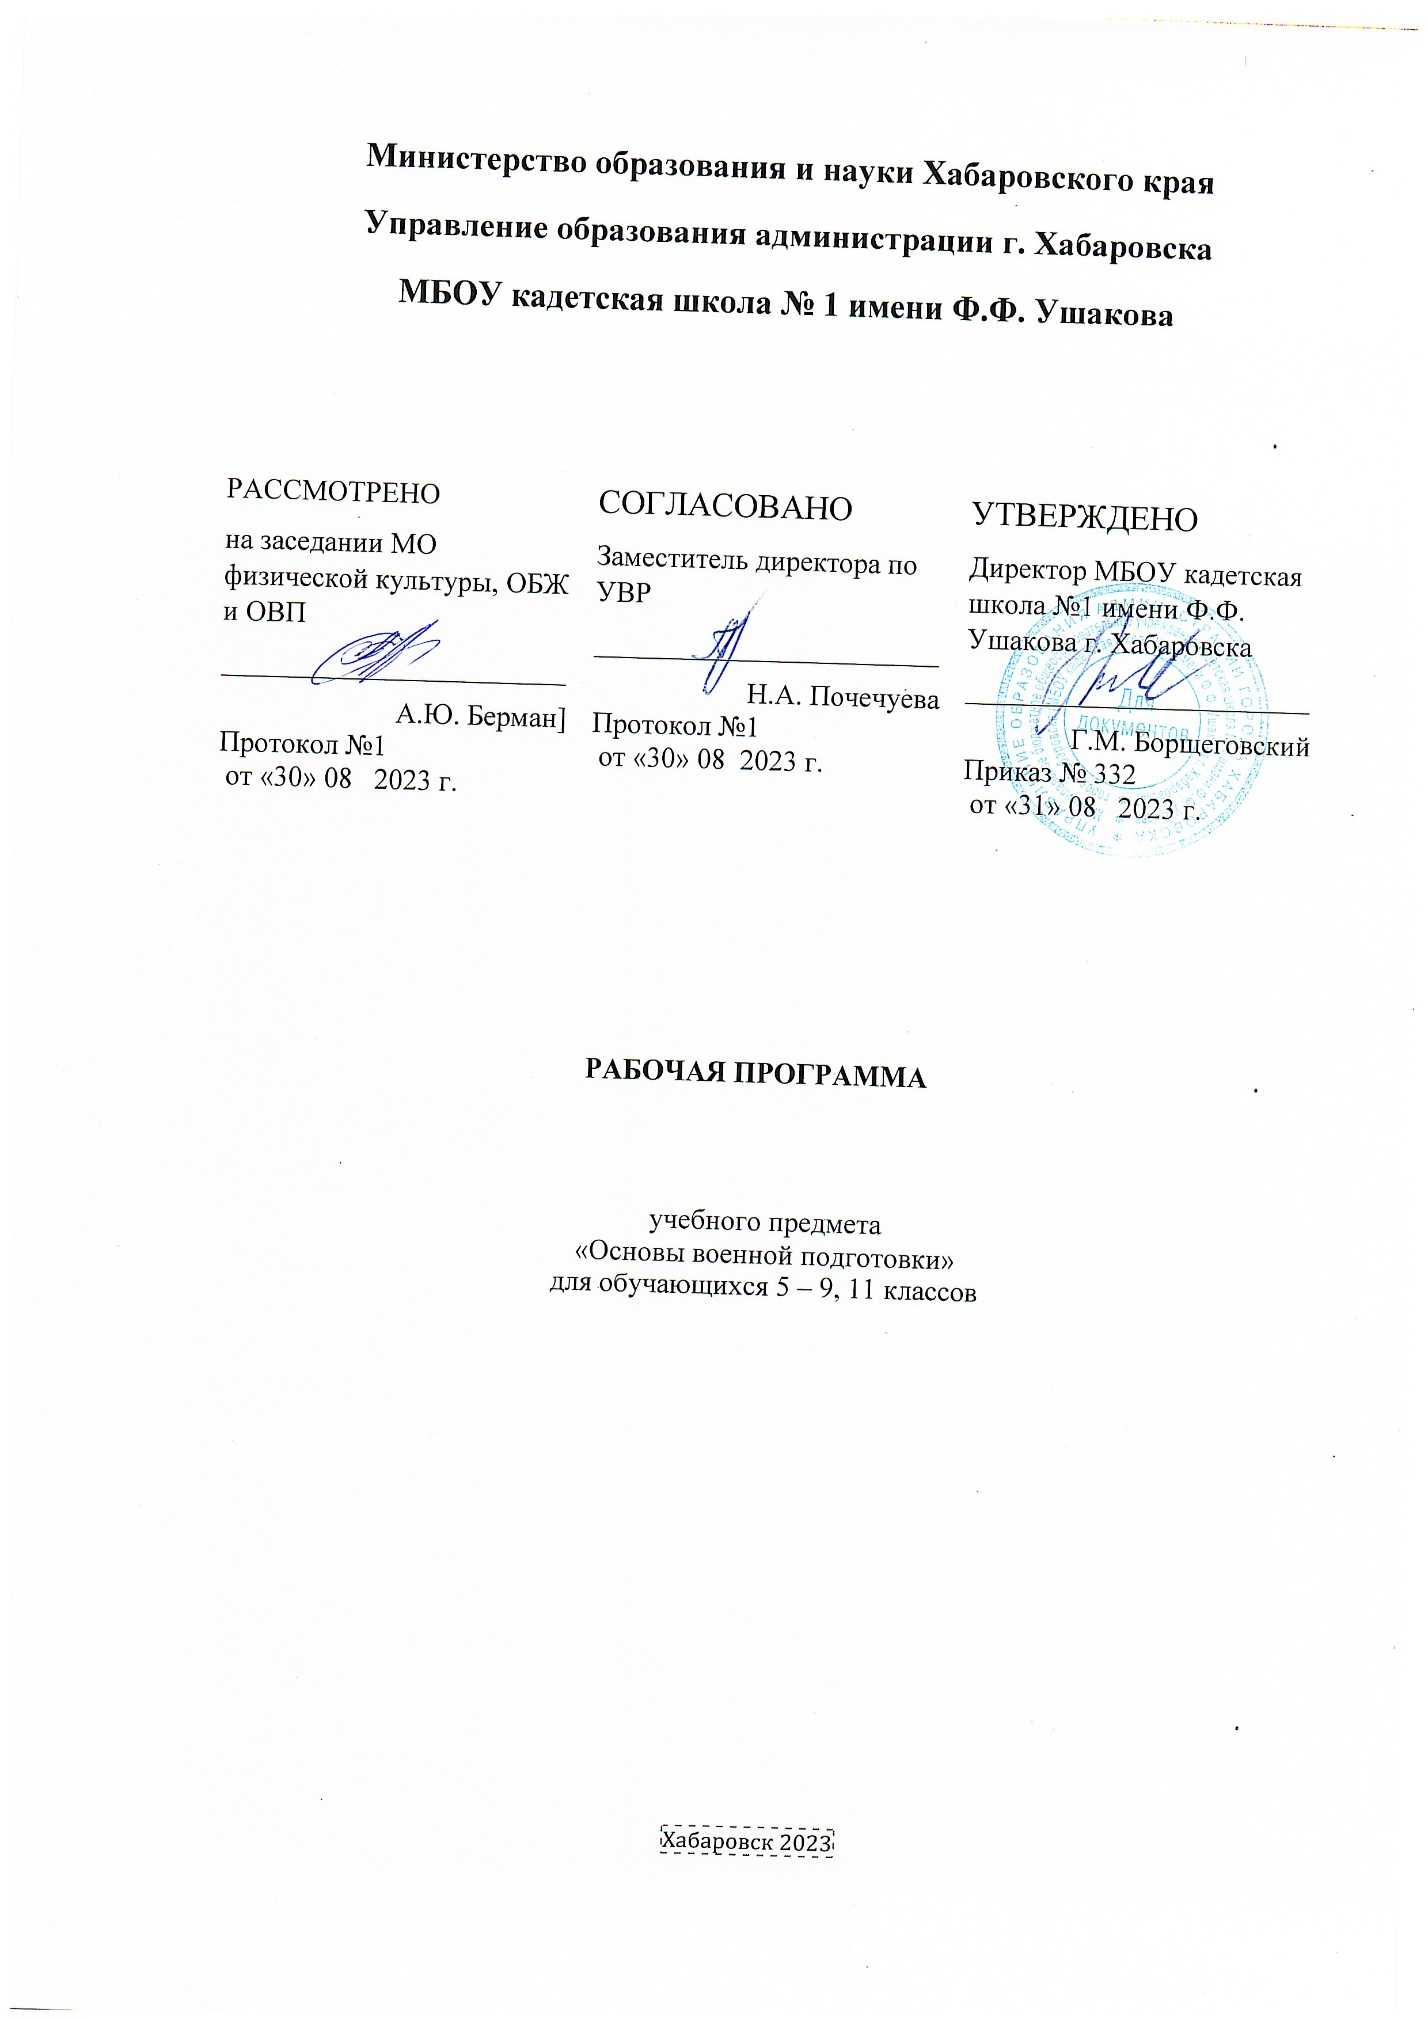 Министерство образования и науки Хабаровского края
Управление образования администрации г. Хабаровска
МБОУ кадетская школа № 1 имени Ф.Ф. Ушакова
РАССМОТРЕНО
на заседании МО
физической культуры, ОБЖ
и ОВП
А.Ю. Берман]
Протокол №1
от «30» 08 2023 г.
СОГЛАСОВАНО
Заместитель директора по
УВР
Н.А. Почечуева
Протокол №1
от «30» 08 2023 г.
УТВЕРЖДЕНО
Директор МБОУ кадетская
школа №1 имени Ф.Ф.
Ушакова г. Хабаровска
Г.М. Борщеговский
Приказ № 332
от «31» 08 2023 г.
Для
документов
РАБОЧАЯ ПРОГРАММА
учебного предмета
«Основы военной подготовки»
для обучающихся 5 – 9, 11 классов
Хабаровск 2023